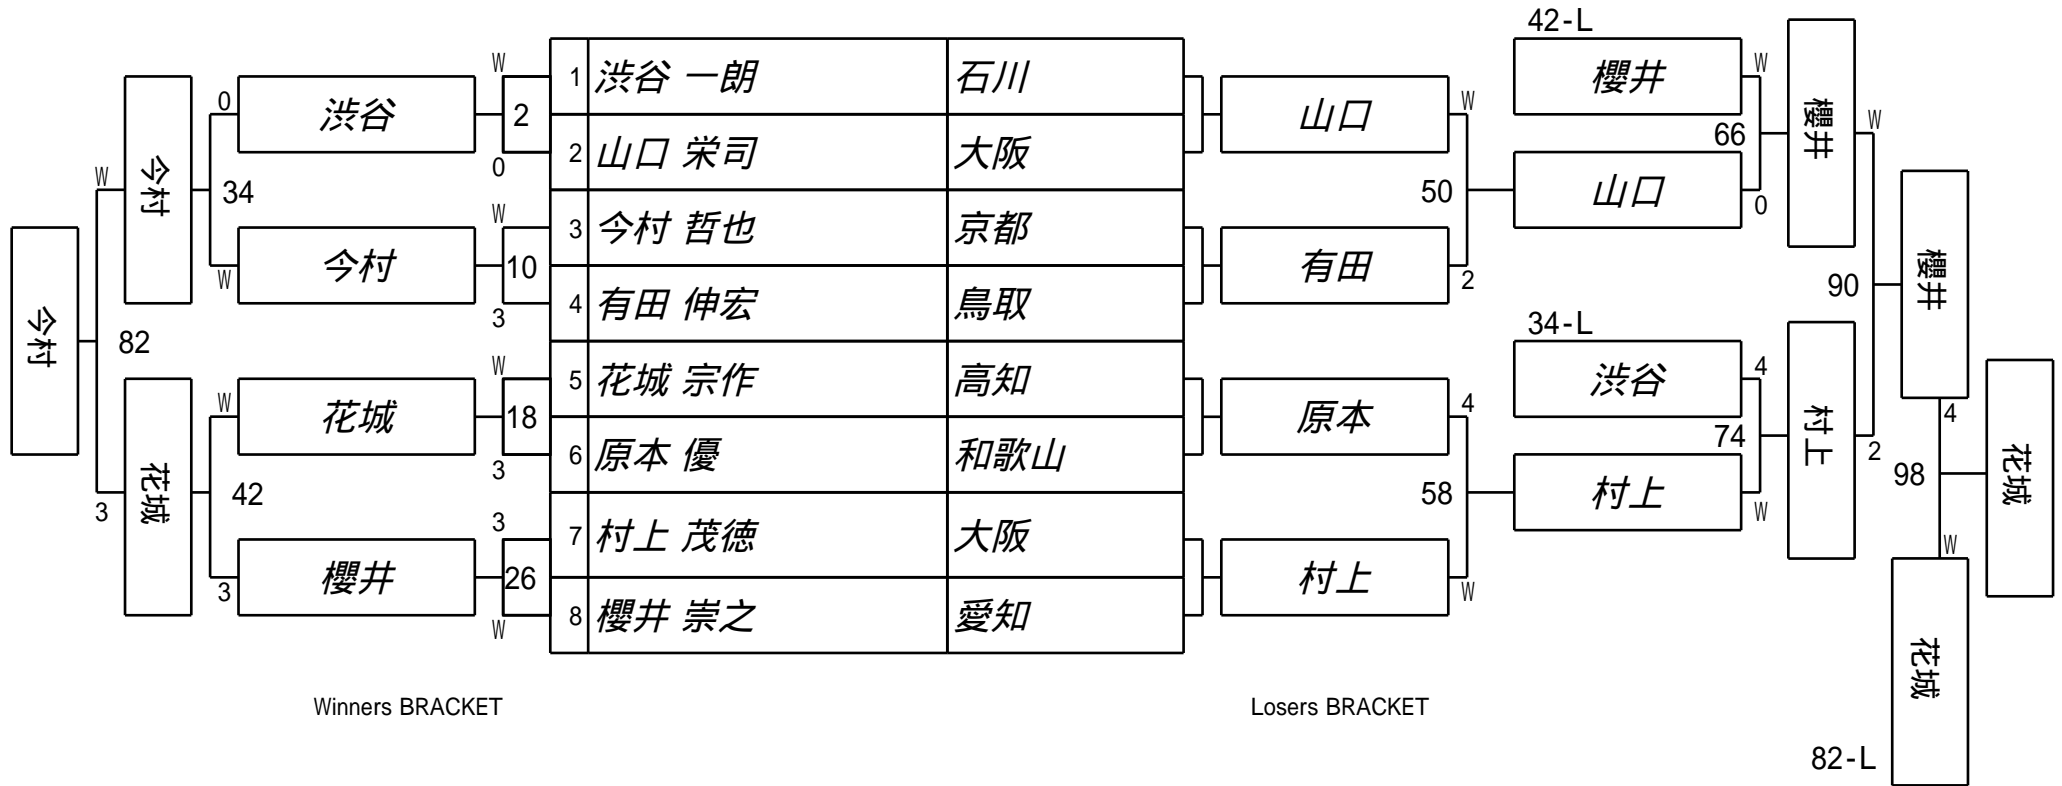 42-L
W
1 渋谷 一朗 石川
櫻井
W
0
渋谷
2
山口
W
櫻井
W
66
2 山口 栄司 大阪
0
今村
W
34
50
山口
0
W
3 今村 哲也 京都
今村
W
10
有田
2
櫻井
90
4 有田 伸宏 鳥取
3
今村
82
34-L
W
5 花城 宗作 高知
渋谷
4
花城
W
18
原本
4
村上
2
4
74
6 原本 優 和歌山
3
花城
98
花城
3
42
58
村上
W
3
7 村上 茂徳 大阪
W
櫻井
3
26
村上
W
8 櫻井 崇之 愛知
W
花城
Winners BRACKET
Losers BRACKET
82-L